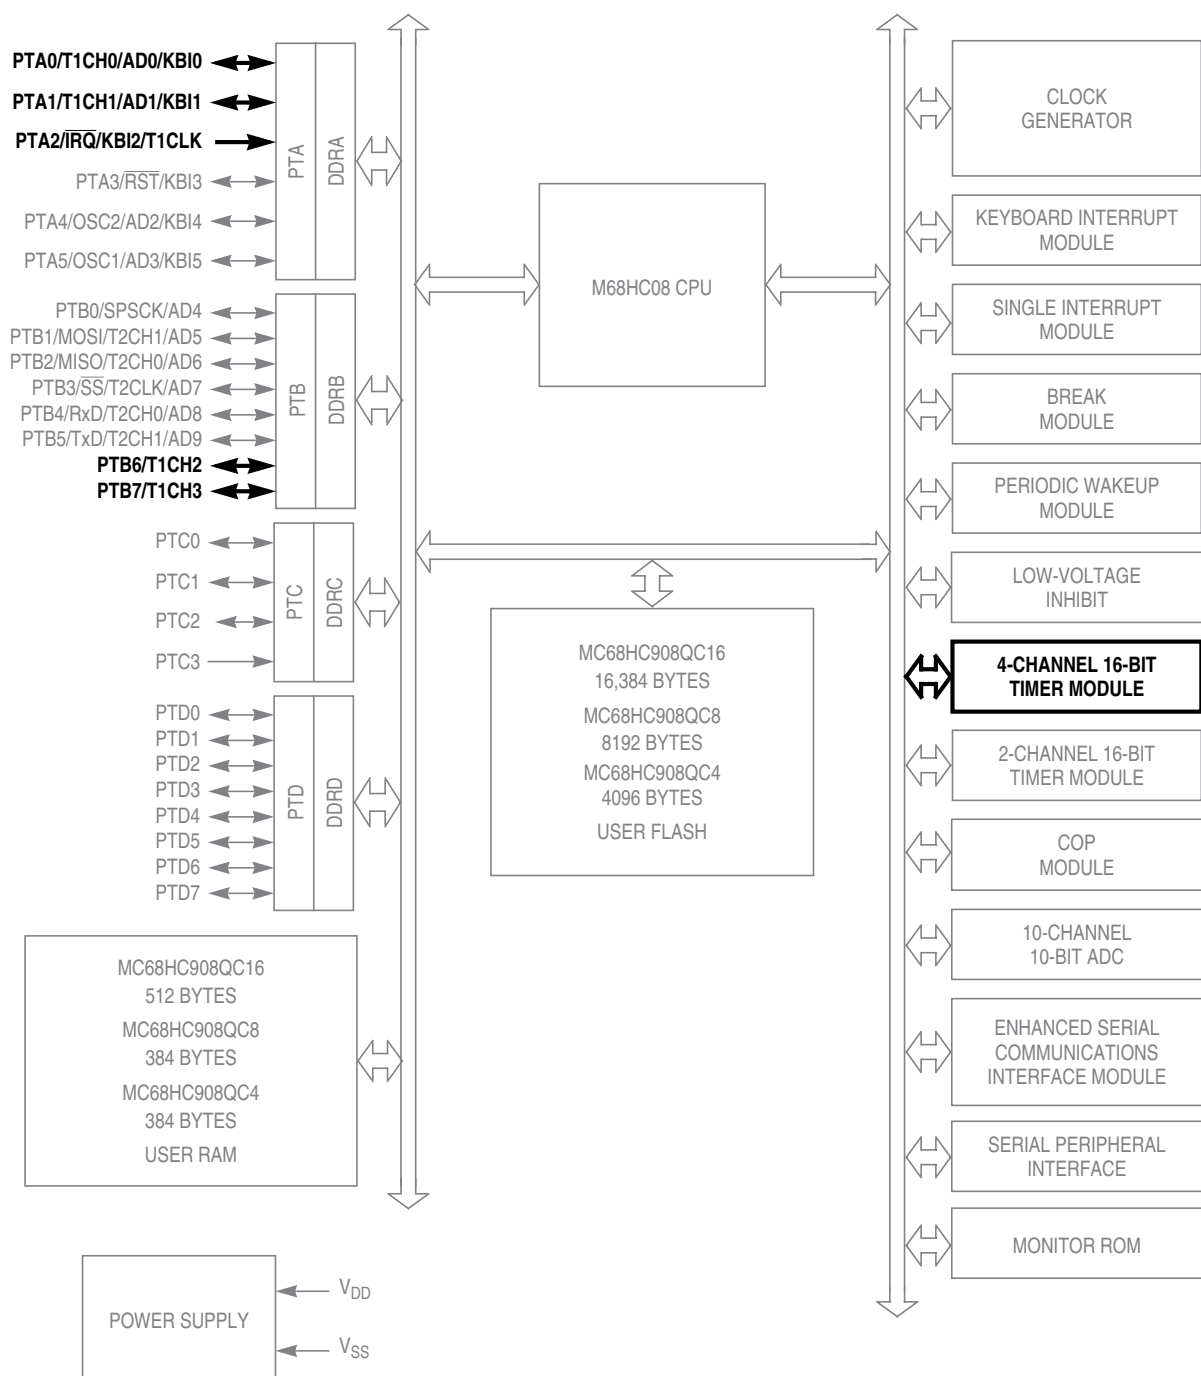 PTA0/T1CH0/AD0/KBI0
PTA1/T1CH1/AD1/KBI1
PTA2/IRQ/KBI2/T1CLK
PTA3/RST/KBI3
PTA4/OSC2/AD2/KBI4
PTA5/OSC1/AD3/KBI5
PTA
DDRA
PTB0/SPSCK/AD4
PTB1/MOSI/T2CH1/AD5
PTB2/MISO/T2CH0/AD6
PTB3/SS/T2CLK/AD7
PTB4/RxD/T2CH0/AD8
PTB5/TxD/T2CH1/AD9
PTB6/T1CH2
PTB7/T1CH3
PTB
DDRB
PTC0
PTC1
PTC2
PTC3
PTC
DDRC
PTD0
PTD1
PTD2
PTD3
PTD4
PTD5
PTD6
PTD7
PTD
DDRD
MC68HC908QC16
512 BYTES
MC68HC908QC8
384 BYTES
MC68HC908QC4
384 BYTES
USER RAM
POWER SUPPLY
VDD
VSS
M68HC08 CPU
MC68HC908QC16
16,384 BYTES
MC68HC908QC8
8192 BYTES
MC68HC908QC4
4096 BYTES
USER FLASH
CLOCK
GENERATOR
KEYBOARD INTERRUPT
MODULE
SINGLE INTERRUPT
MODULE
BREAK
MODULE
PERIODIC WAKEUP
MODULE
LOW-VOLTAGE
INHIBIT
4-CHANNEL 16-BIT
TIMER MODULE
2-CHANNEL 16-BIT
TIMER MODULE
COP
MODULE
10-CHANNEL
10-BIT ADC
ENHANCED SERIAL
COMMUNICATIONS
INTERFACE MODULE
SERIAL PERIPHERAL
INTERFACE
MONITOR ROM